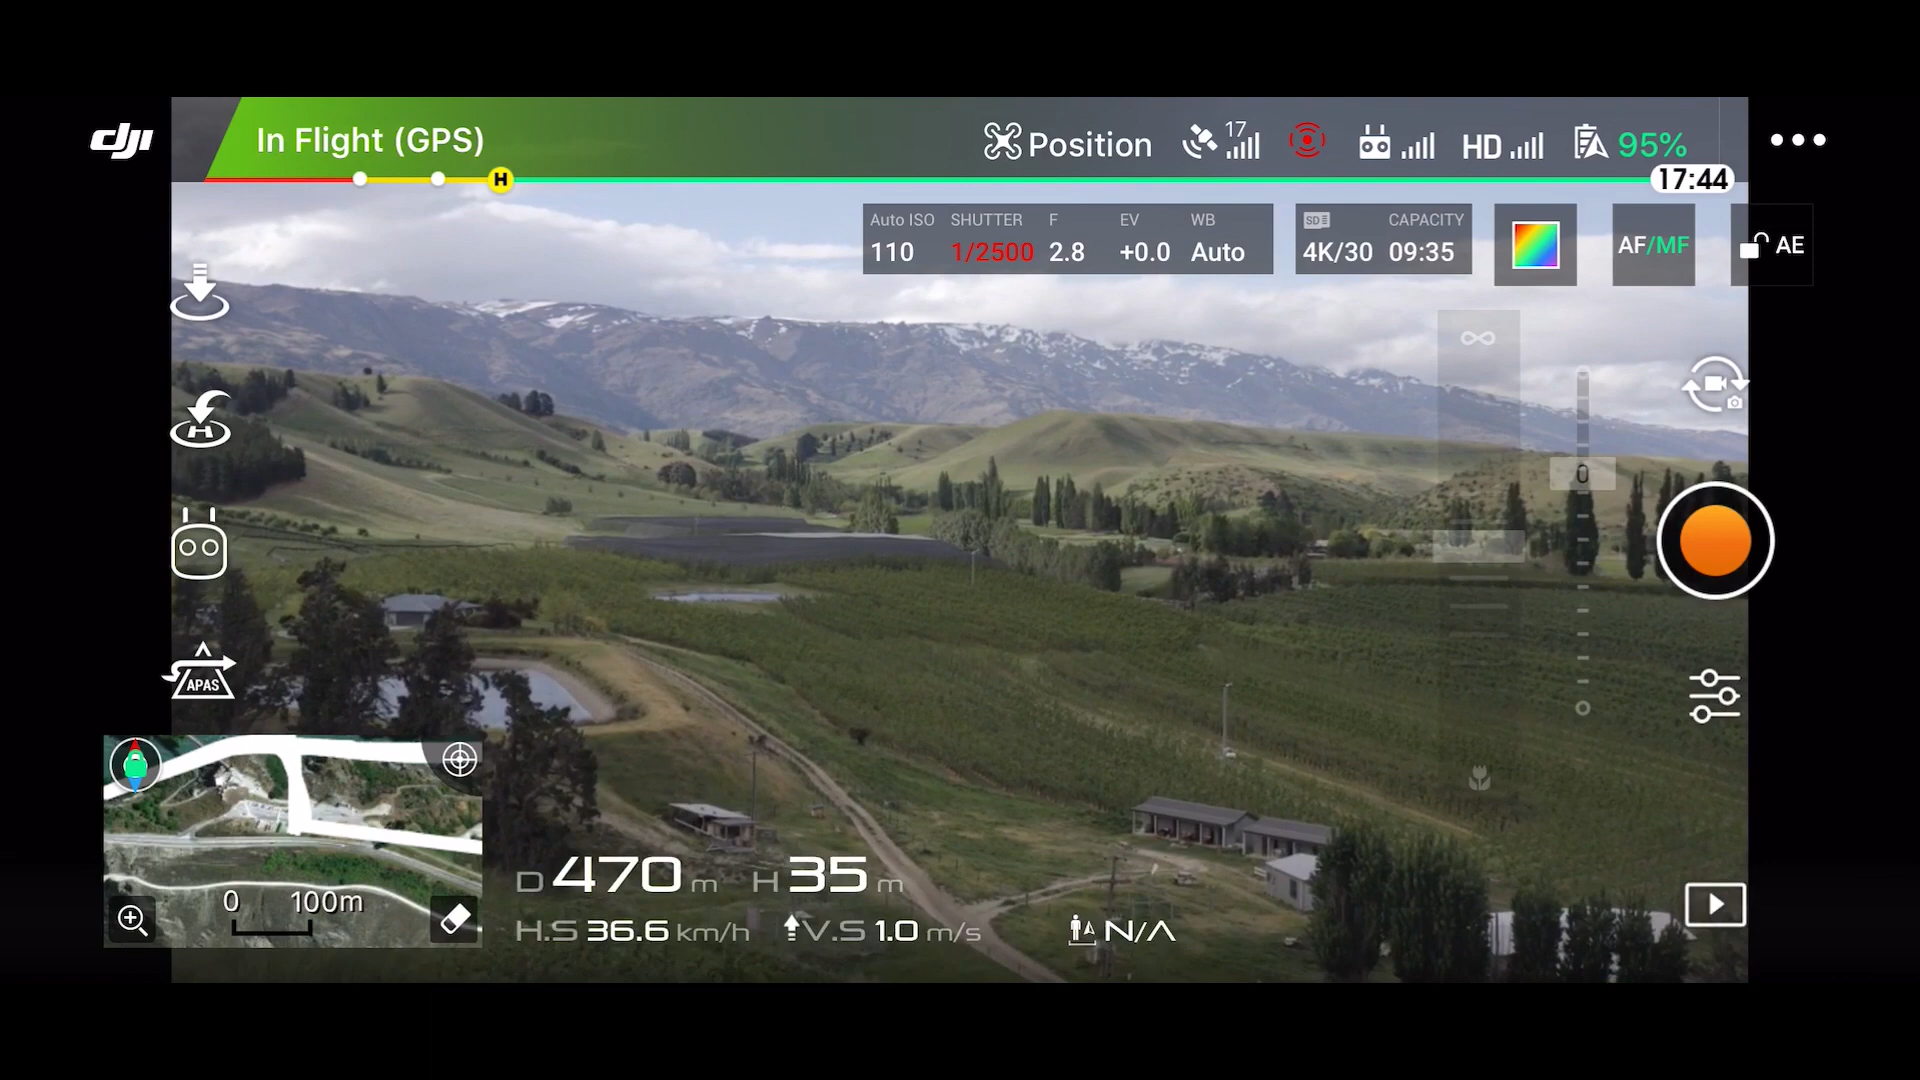 dji
In Flight (GPS)
Position
17
HD
95%
H
17:44
Auto ISO SHUTTER F EV WB
110 1/2500 2.8 +0.0 Auto
SD CAPACITY
4K/30 09:35
AF/MF
AE
∞
0
H
APAS
0 100m
D 470 m H 35 m
H.S 36.6 km/h V.S 1.0 m/s
N/A